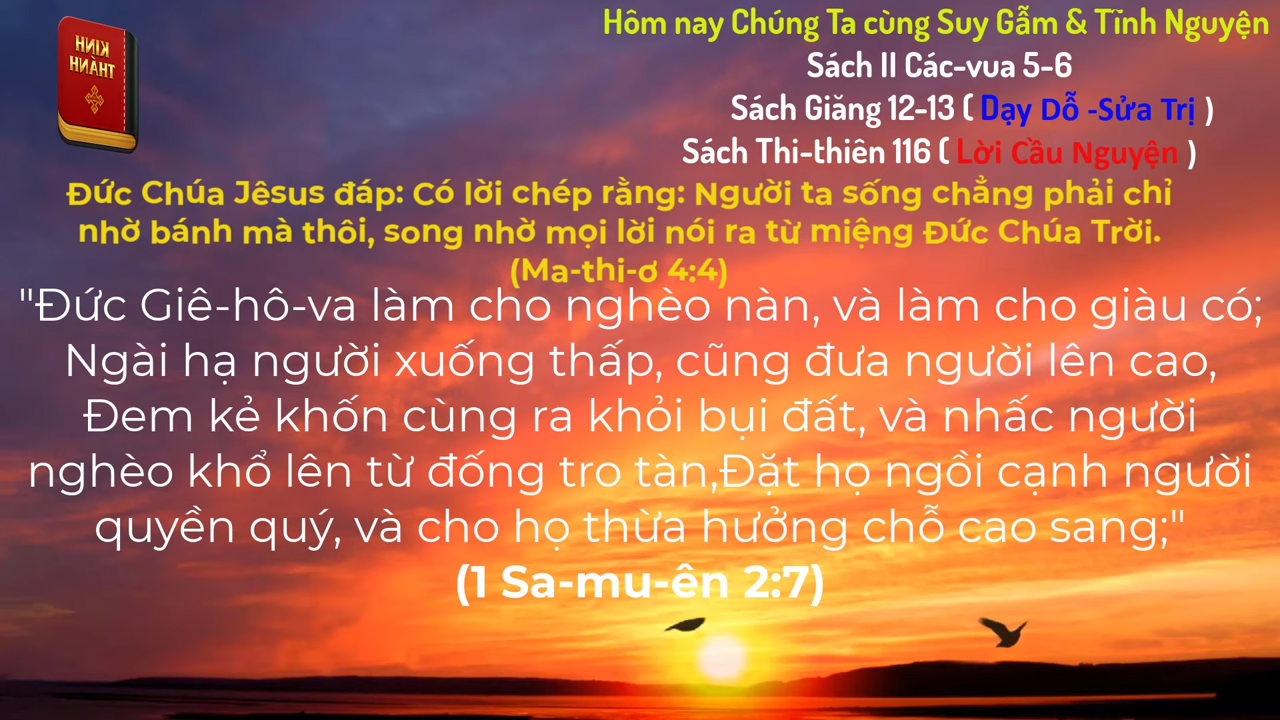 KINH
THÁNH
Hôm nay Chúng Ta cùng Suy Gẫm & Tĩnh Nguyện
Sách II Các-vua 5-6
Sách Giăng 12-13 ( Dạy Dỗ -Sửa Trị )
Sách Thi-thiên 116 ( Lời Cầu Nguyện )
Đức Chúa Jêsus đáp: Có lời chép rằng: Người ta sống chẳng phải chỉ
nhờ bánh mà thôi, song nhờ mọi lời nói ra từ miệng Đức Chúa Trời.
(Ma-thi-ơ 4:4)
"Đức Giê-hô-va làm cho nghèo nàn, và làm cho giàu có;
Ngài hạ người xuống thấp, cũng đưa người lên cao,
Đem kẻ khốn cùng ra khỏi bụi đất, và nhấc người
nghèo khổ lên từ đống tro tàn,Đặt họ ngồi cạnh người
quyền quý, và cho họ thừa hưởng chỗ cao sang;"
(1 Sa-mu-ên 2:7)